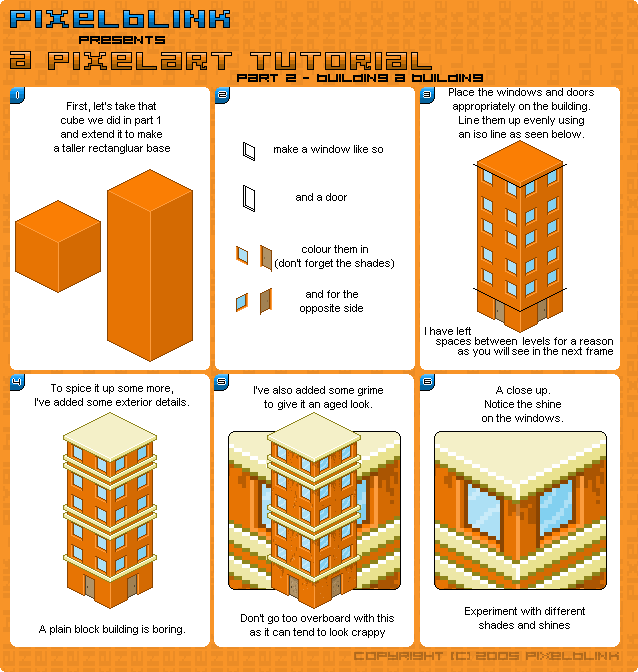 PIXELBLINK
PRESENTS
A PIXELART TUTORIAL
PART 2 - BUILDING A BUILDING
1
First, let's take that
cube we did in part 1
and extend it to make
a taller rectangluar base
2
make a window like so
and a door
colour them in
(don't forget the shades)
and for the
opposite side
3
Place the windows and doors
appropriately on the building.
Line them up evenly using
an iso line as seen below.
I have left
spaces between levels for a reason
as you will see in the next frame
4
To spice it up some more,
I've added some exterior details.
A plain block building is boring.
5
I've also added some grime
to give it an aged look.
Don't go too overboard with this
as it can tend to look crappy
6
A close up.
Notice the shine
on the windows.
Experiment with different
shades and shines
COPYRIGHT (C) 2005 PIXELBLINK